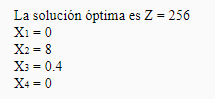 La solución óptima es Z = 256
X1 = 0
X2 = 8
X3 = 0.4
X4 = 0